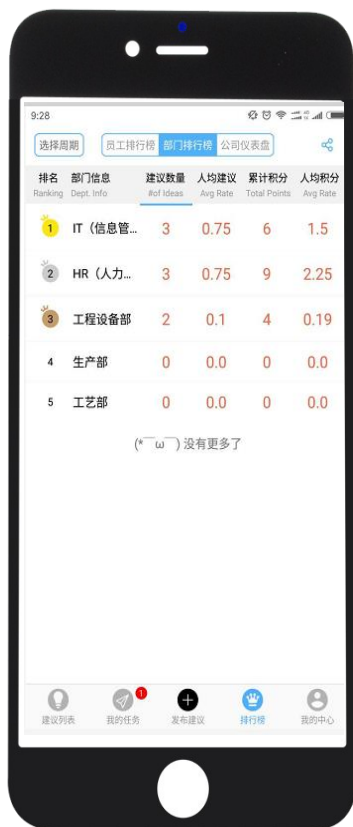 9:28
选择周期 员工排行榜 部门排行榜 公司仪表盘
排名 部门信息 建议数量 人均建议 累计积分 人均积分
Ranking Dept. Info #of Ideas Avg Rate Total Points Avg Rate
1 IT（信息管... 3 0.75 6 1.5
2 HR（人力... 3 0.75 9 2.25
3 工程设备部 2 0.1 4 0.19
4 生产部 0 0.0 0 0.0
5 工艺部 0 0.0 0 0.0
(*￣ω￣) 没有更多了
1
建议列表 我的任务 发布建议 排行榜 我的中心